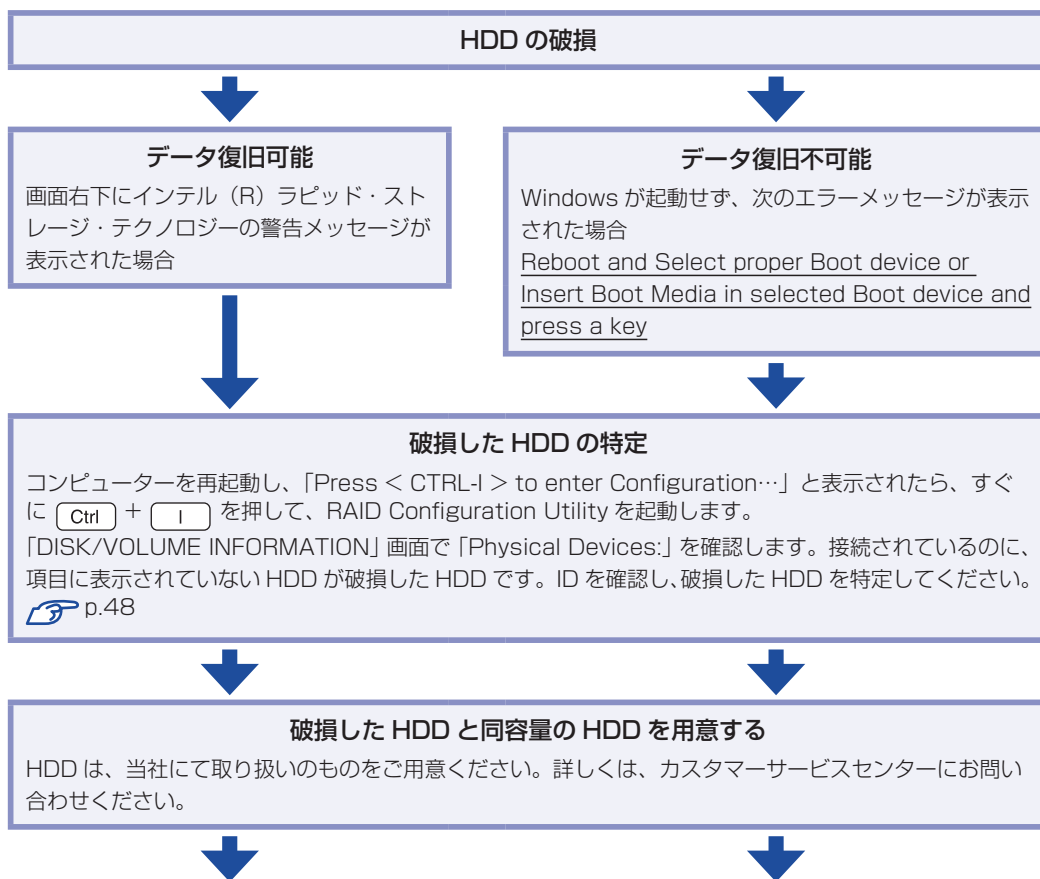 HDD の破損
データ復旧可能
画面右下にインテル（R）ラピッド・スト
レージ・テクノロジーの警告メッセージが
表示された場合
データ復旧不可能
Windows が起動せず、次のエラーメッセージが表示
された場合
Reboot and Select proper Boot device or
Insert Boot Media in selected Boot device and
press a key
破損した HDD の特定
コンピューターを再起動し、「Press < CTRL-I > to enter Configuration…」と表示されたら、すぐ
に Ctrl + I を押して、RAID Configuration Utility を起動します。
「DISK/VOLUME INFORMATION」画面で「Physical Devices:」を確認します。接続されているのに、
項目に表示されていない HDD が破損した HDD です。ID を確認し、破損した HDD を特定してください。
p.48
破損した HDD と同容量の HDD を用意する
HDD は、当社にて取り扱いのものをご用意ください。詳しくは、カスタマーサービスセンターにお問い
合わせください。